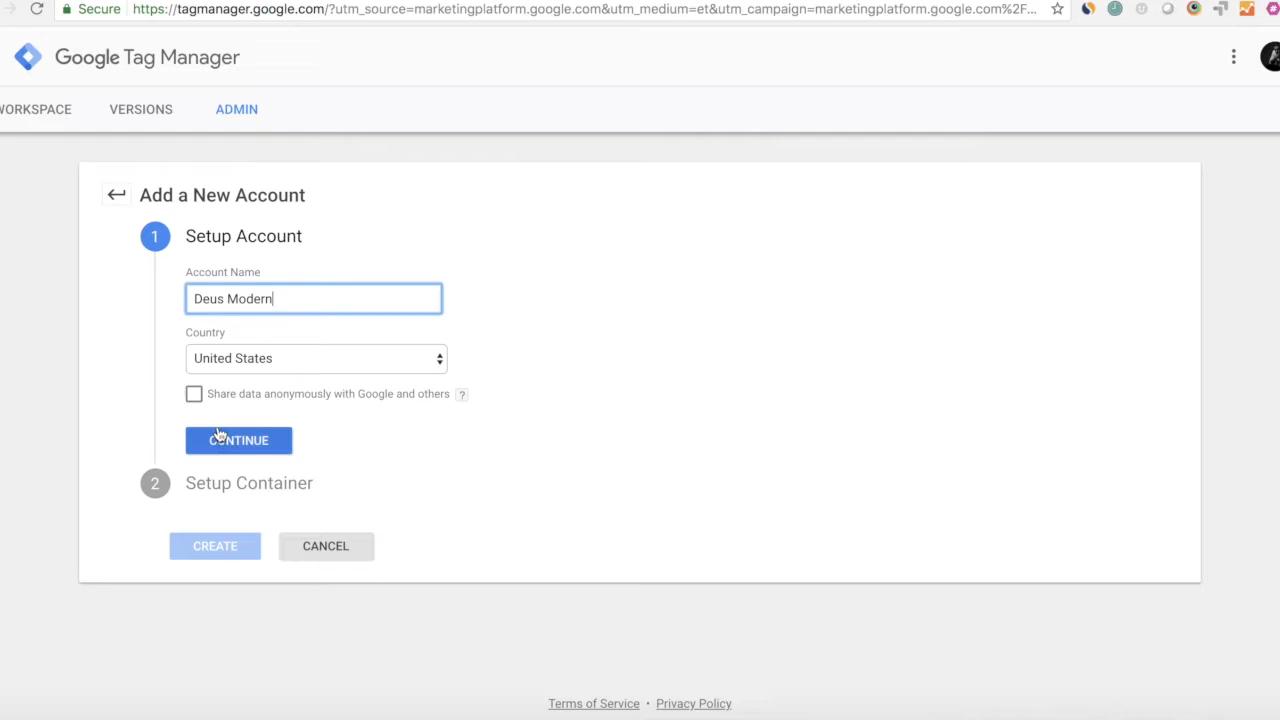 Secure https://tagmanager.google.com/?utm_source=marketingplatform.google.com&utm_medium=et&utm_campaign=marketingplatform.google.com%2F...
Google Tag Manager
WORKSPACE VERSIONS ADMIN
Add a New Account
1 Setup Account
Account Name
Deus Modern
Country
United States
Share data anonymously with Google and others ?
CONTINUE
2 Setup Container
CREATE CANCEL
Terms of Service • Privacy Policy